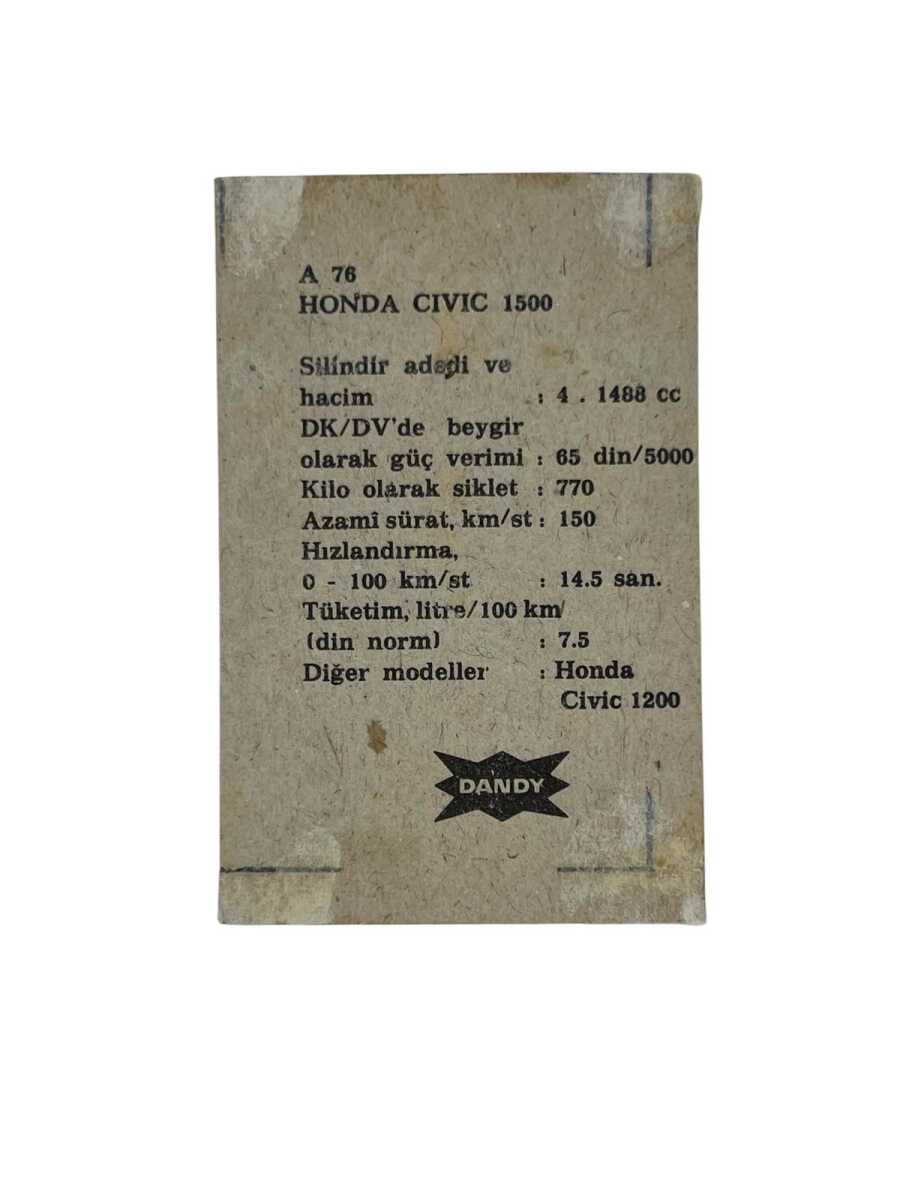 A 76
HONDA CIVIC 1500
Silindir adedi ve
hacim : 4 . 1488 cc
DK/DV'de beygir
olarak güç verimi : 65 din/5000
Kilo olarak siklet : 770
Azamî sürat, km/st : 150
Hızlandırma,
0 - 100 km/st : 14.5 san.
Tüketim, litre/100 km
(din norm) : 7.5
Diğer modeller : Honda
Civic 1200
DANDY